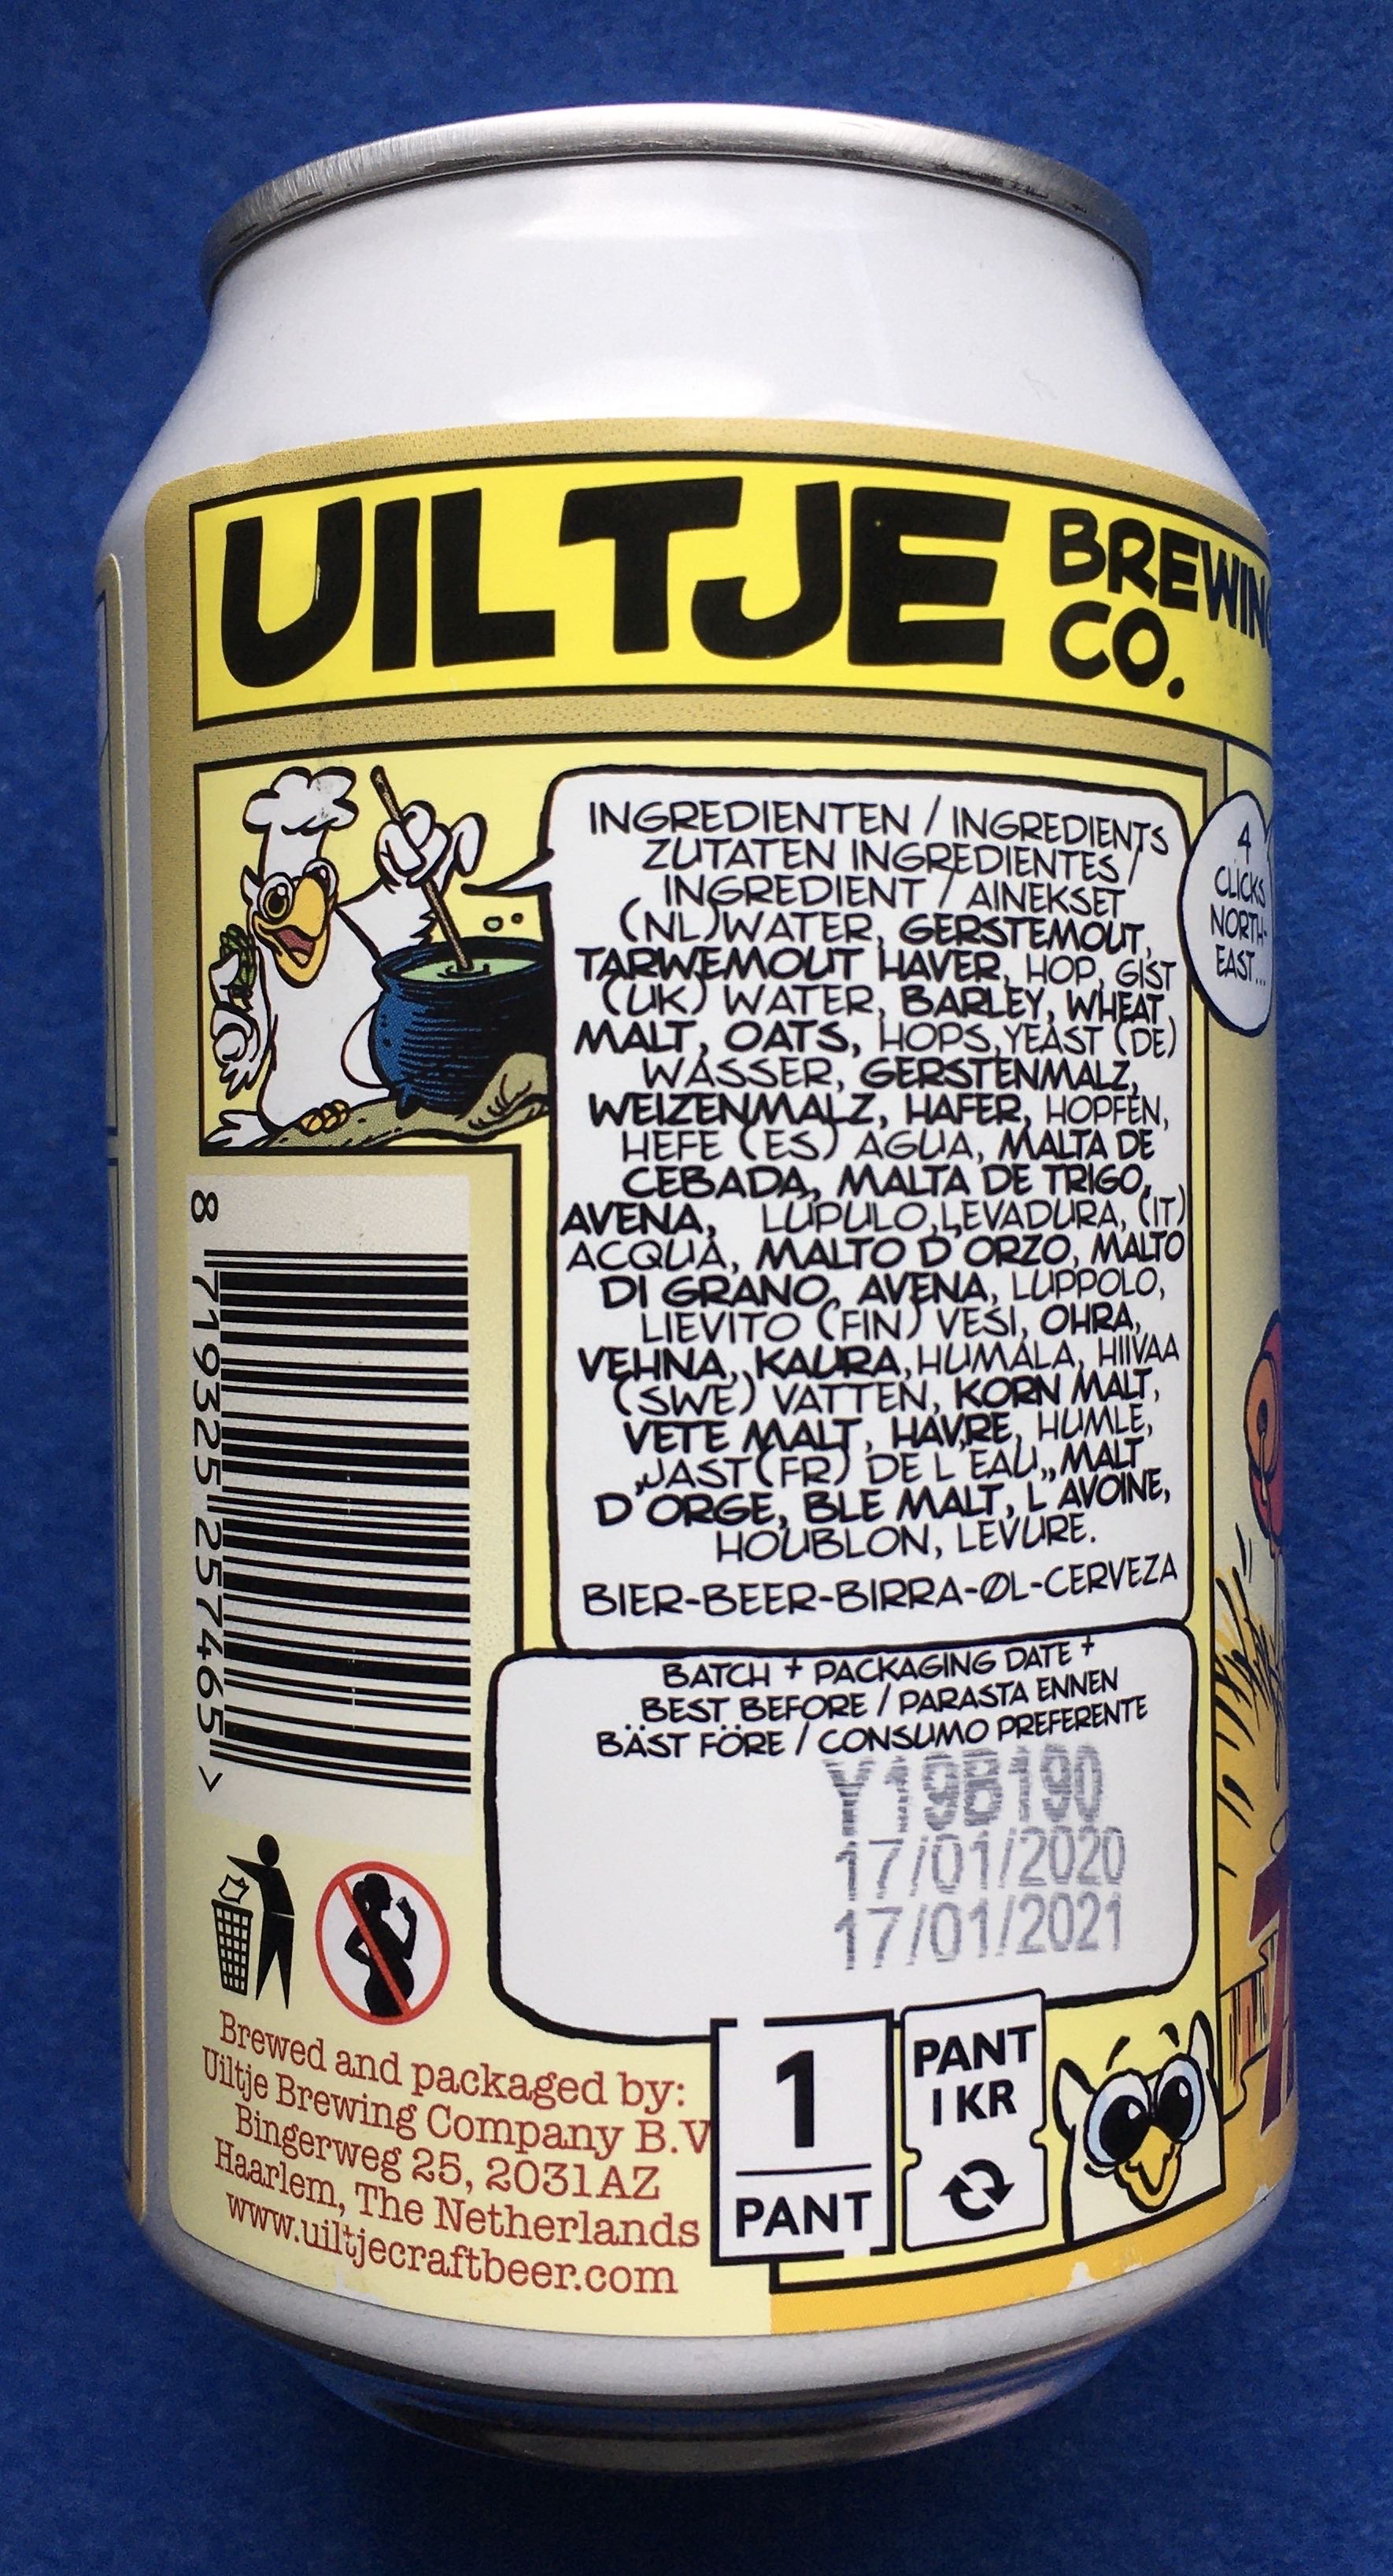 UILTJE BREWING CO.
INGREDIENTEN / INGREDIENTS
ZUTATEN INGREDIENTES /
INGREDIENT / AINEKSET
(NL) WATER, GERSTEMOUT,
TARWEMOUT HAVER, HOP, GIST
(UK) WATER, BARLEY, WHEAT,
MALT, OATS, HOPS, YEAST (DE)
WASSER, GERSTENMALZ,
WEIZENMALZ, HAFER, HOPFEN,
HEFE (ES) AGUA, MALTA DE
CEBADA, MALTA DE TRIGO,
AVENA, LUPULO, LEVADURA, (IT)
ACQUA, MALTO D'ORZO, MALTO
DI GRANO, AVENA, LUPPOLO,
LIEVITO (FIN) VESI, OHRA,
VEHNA, KAURA, HUMALA, HIIVAA
(SWE) VATTEN, KORN MALT,
VETE MALT, HAVRE, HUMLE,
JAST (FR) DE L'EAU, MALT
D'ORGE, BLE MALT, L'AVOINE,
HOUBLON, LEVURE.
BIER-BEER-BIRRA-ØL-CERVEZA
4
CLICKS
NORTH-
EAST...
8 719325 257465 >
BATCH + PACKAGING DATE +
BEST BEFORE / PARASTA ENNEN
BÄST FÖRE / CONSUMO PREFERENTE
Y19B190
17/01/2020
17/01/2021
Brewed and packaged by:
Uiltje Brewing Company B.V
Bingerweg 25, 2031AZ
Haarlem, The Netherlands
www.uiltjecraftbeer.com
1
PANT
PANT
1 KR